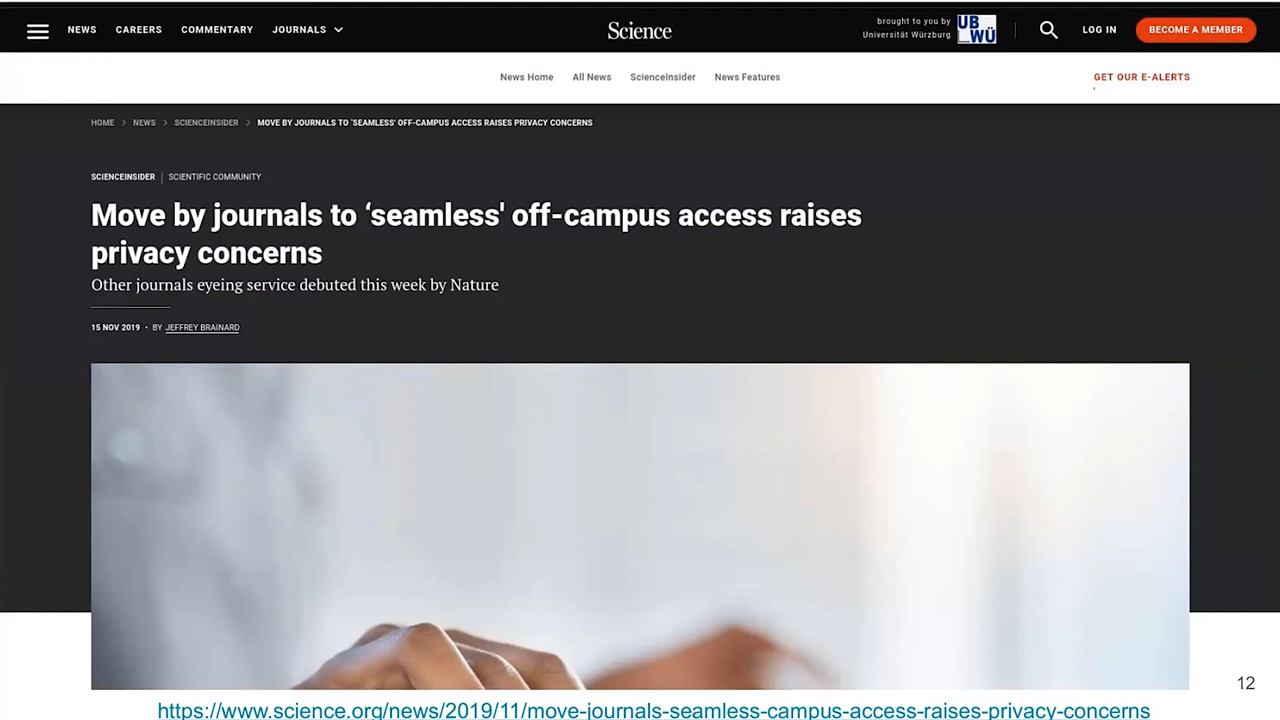 NEWS CAREERS COMMENTARY JOURNALS
Science
brought to you by
Universität Würzburg
UB
WÜ
LOG IN
BECOME A MEMBER
News Home All News ScienceInsider News Features
GET OUR E-ALERTS
HOME > NEWS > SCIENCEINSIDER > MOVE BY JOURNALS TO 'SEAMLESS' OFF-CAMPUS ACCESS RAISES PRIVACY CONCERNS
SCIENCEINSIDER | SCIENTIFIC COMMUNITY
Move by journals to ‘seamless' off-campus access raises
privacy concerns
Other journals eyeing service debuted this week by Nature
15 NOV 2019 · BY JEFFREY BRAINARD
12
https://www.science.org/news/2019/11/move-journals-seamless-campus-access-raises-privacy-concerns